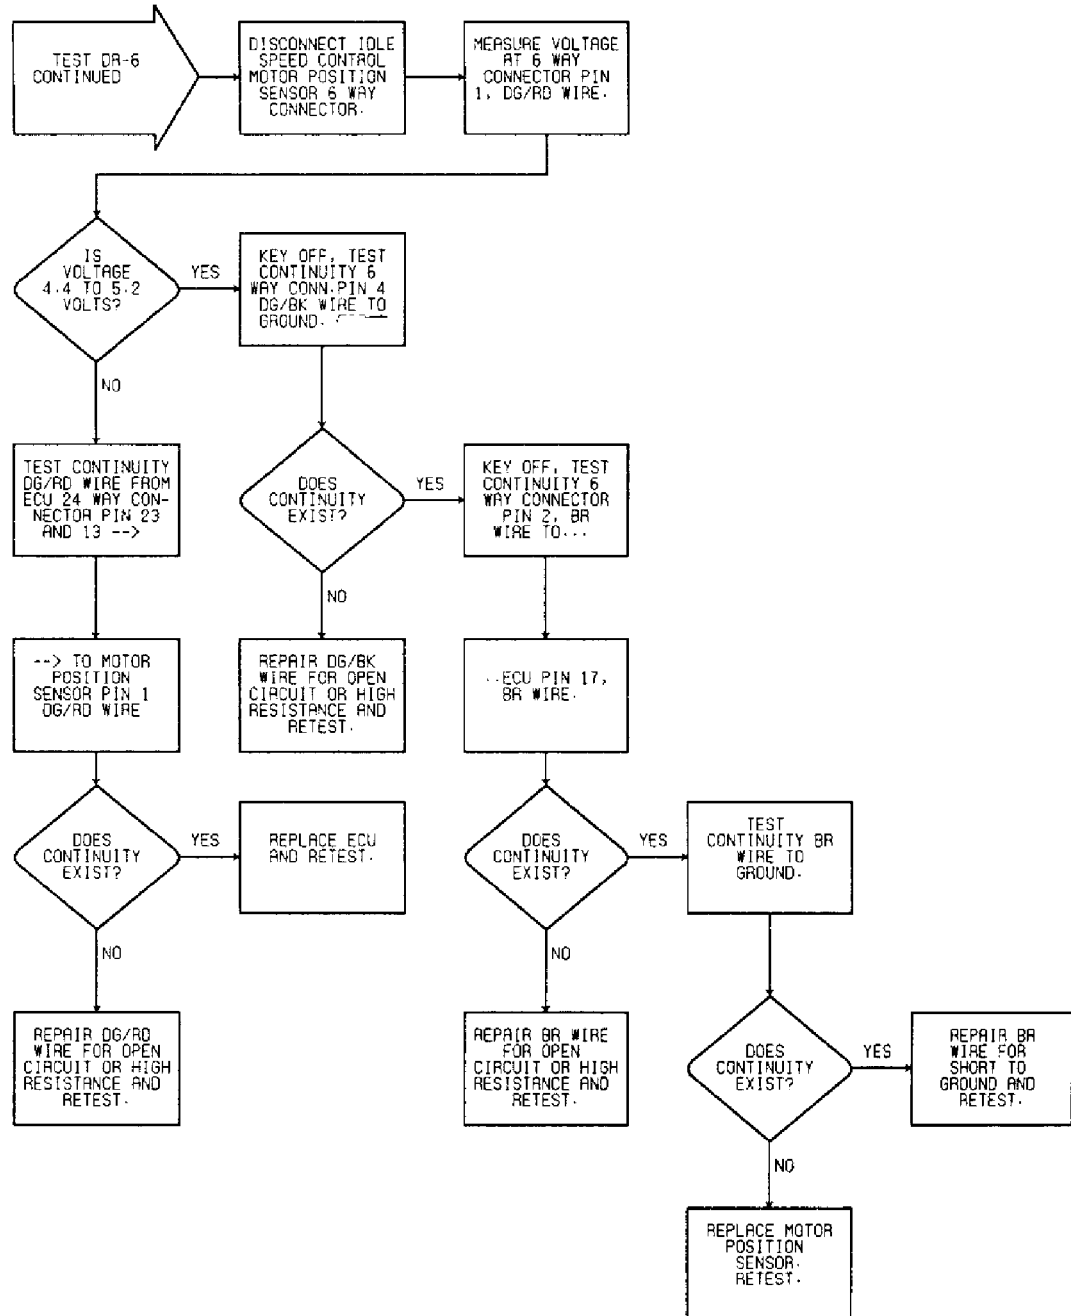 TEST DR-6
CONTINUED
DISCONNECT IDLE
SPEED CONTROL
MOTOR POSITION
SENSOR 6 WAY
CONNECTOR.
MEASURE VOLTAGE
AT 6 WAY
CONNECTOR PIN
1, DG/RD WIRE.
IS
VOLTAGE
4.4 TO 5.2
VOLTS?
YES
KEY OFF, TEST
CONTINUITY 6
WAY CONN.PIN 4
DG/BK WIRE TO
GROUND.
NO
TEST CONTINUITY
DG/RD WIRE FROM
ECU 24 WAY CON-
NECTOR PIN 23
AND 13 -->
DOES
CONTINUITY
EXIST?
YES
KEY OFF, TEST
CONTINUITY 6
WAY CONNECTOR
PIN 2, BR
WIRE TO...
NO
--> TO MOTOR
POSITION
SENSOR PIN 1
DG/RD WIRE
REPAIR DG/BK
WIRE FOR OPEN
CIRCUIT OR HIGH
RESISTANCE AND
RETEST.
..ECU PIN 17,
BR WIRE.
DOES
CONTINUITY
EXIST?
YES
REPLACE ECU
AND RETEST.
DOES
CONTINUITY
EXIST?
YES
TEST
CONTINUITY BR
WIRE TO
GROUND.
NO
NO
REPAIR DG/RD
WIRE FOR OPEN
CIRCUIT OR HIGH
RESISTANCE AND
RETEST.
REPAIR BR WIRE
FOR OPEN
CIRCUIT OR HIGH
RESISTANCE AND
RETEST.
DOES
CONTINUITY
EXIST?
YES
REPAIR BR
WIRE FOR
SHORT TO
GROUND AND
RETEST.
NO
REPLACE MOTOR
POSITION
SENSOR.
RETEST.